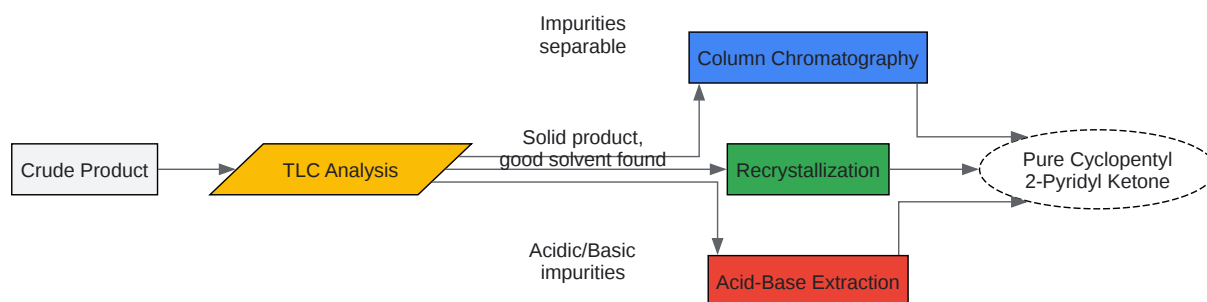 Impurities
separable
Column Chromatography
Crude Product
TLC Analysis
Solid product,
good solvent found
Recrystallization
Pure Cyclopentyl
2-Pyridyl Ketone
Acidic/Basic
impurities
Acid-Base Extraction